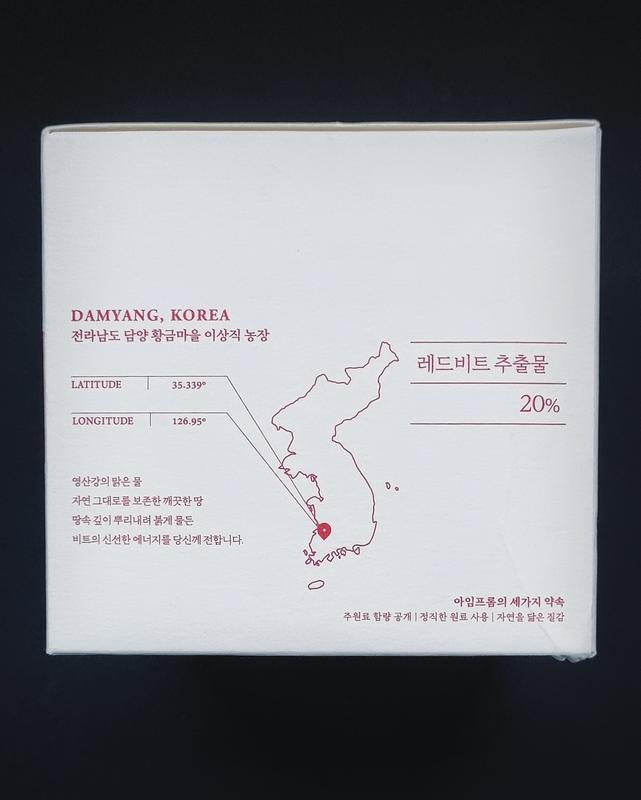 DAMYANG, KOREA
전라남도 담양 황금마을 이상직 농장
LATITUDE 35.339º
LONGITUDE 126.95º
레드비트 추출물
20%
영산강의 맑은 물
자연 그대로를 보존한 깨끗한 땅
땅속 깊이 뿌리내려 붉게 물든
비트의 신선한 에너지를 당신께 전합니다.
아임프롬의 세가지 약속
주원료 함량 공개 | 정직한 원료 사용 | 자연을 닮은 질감